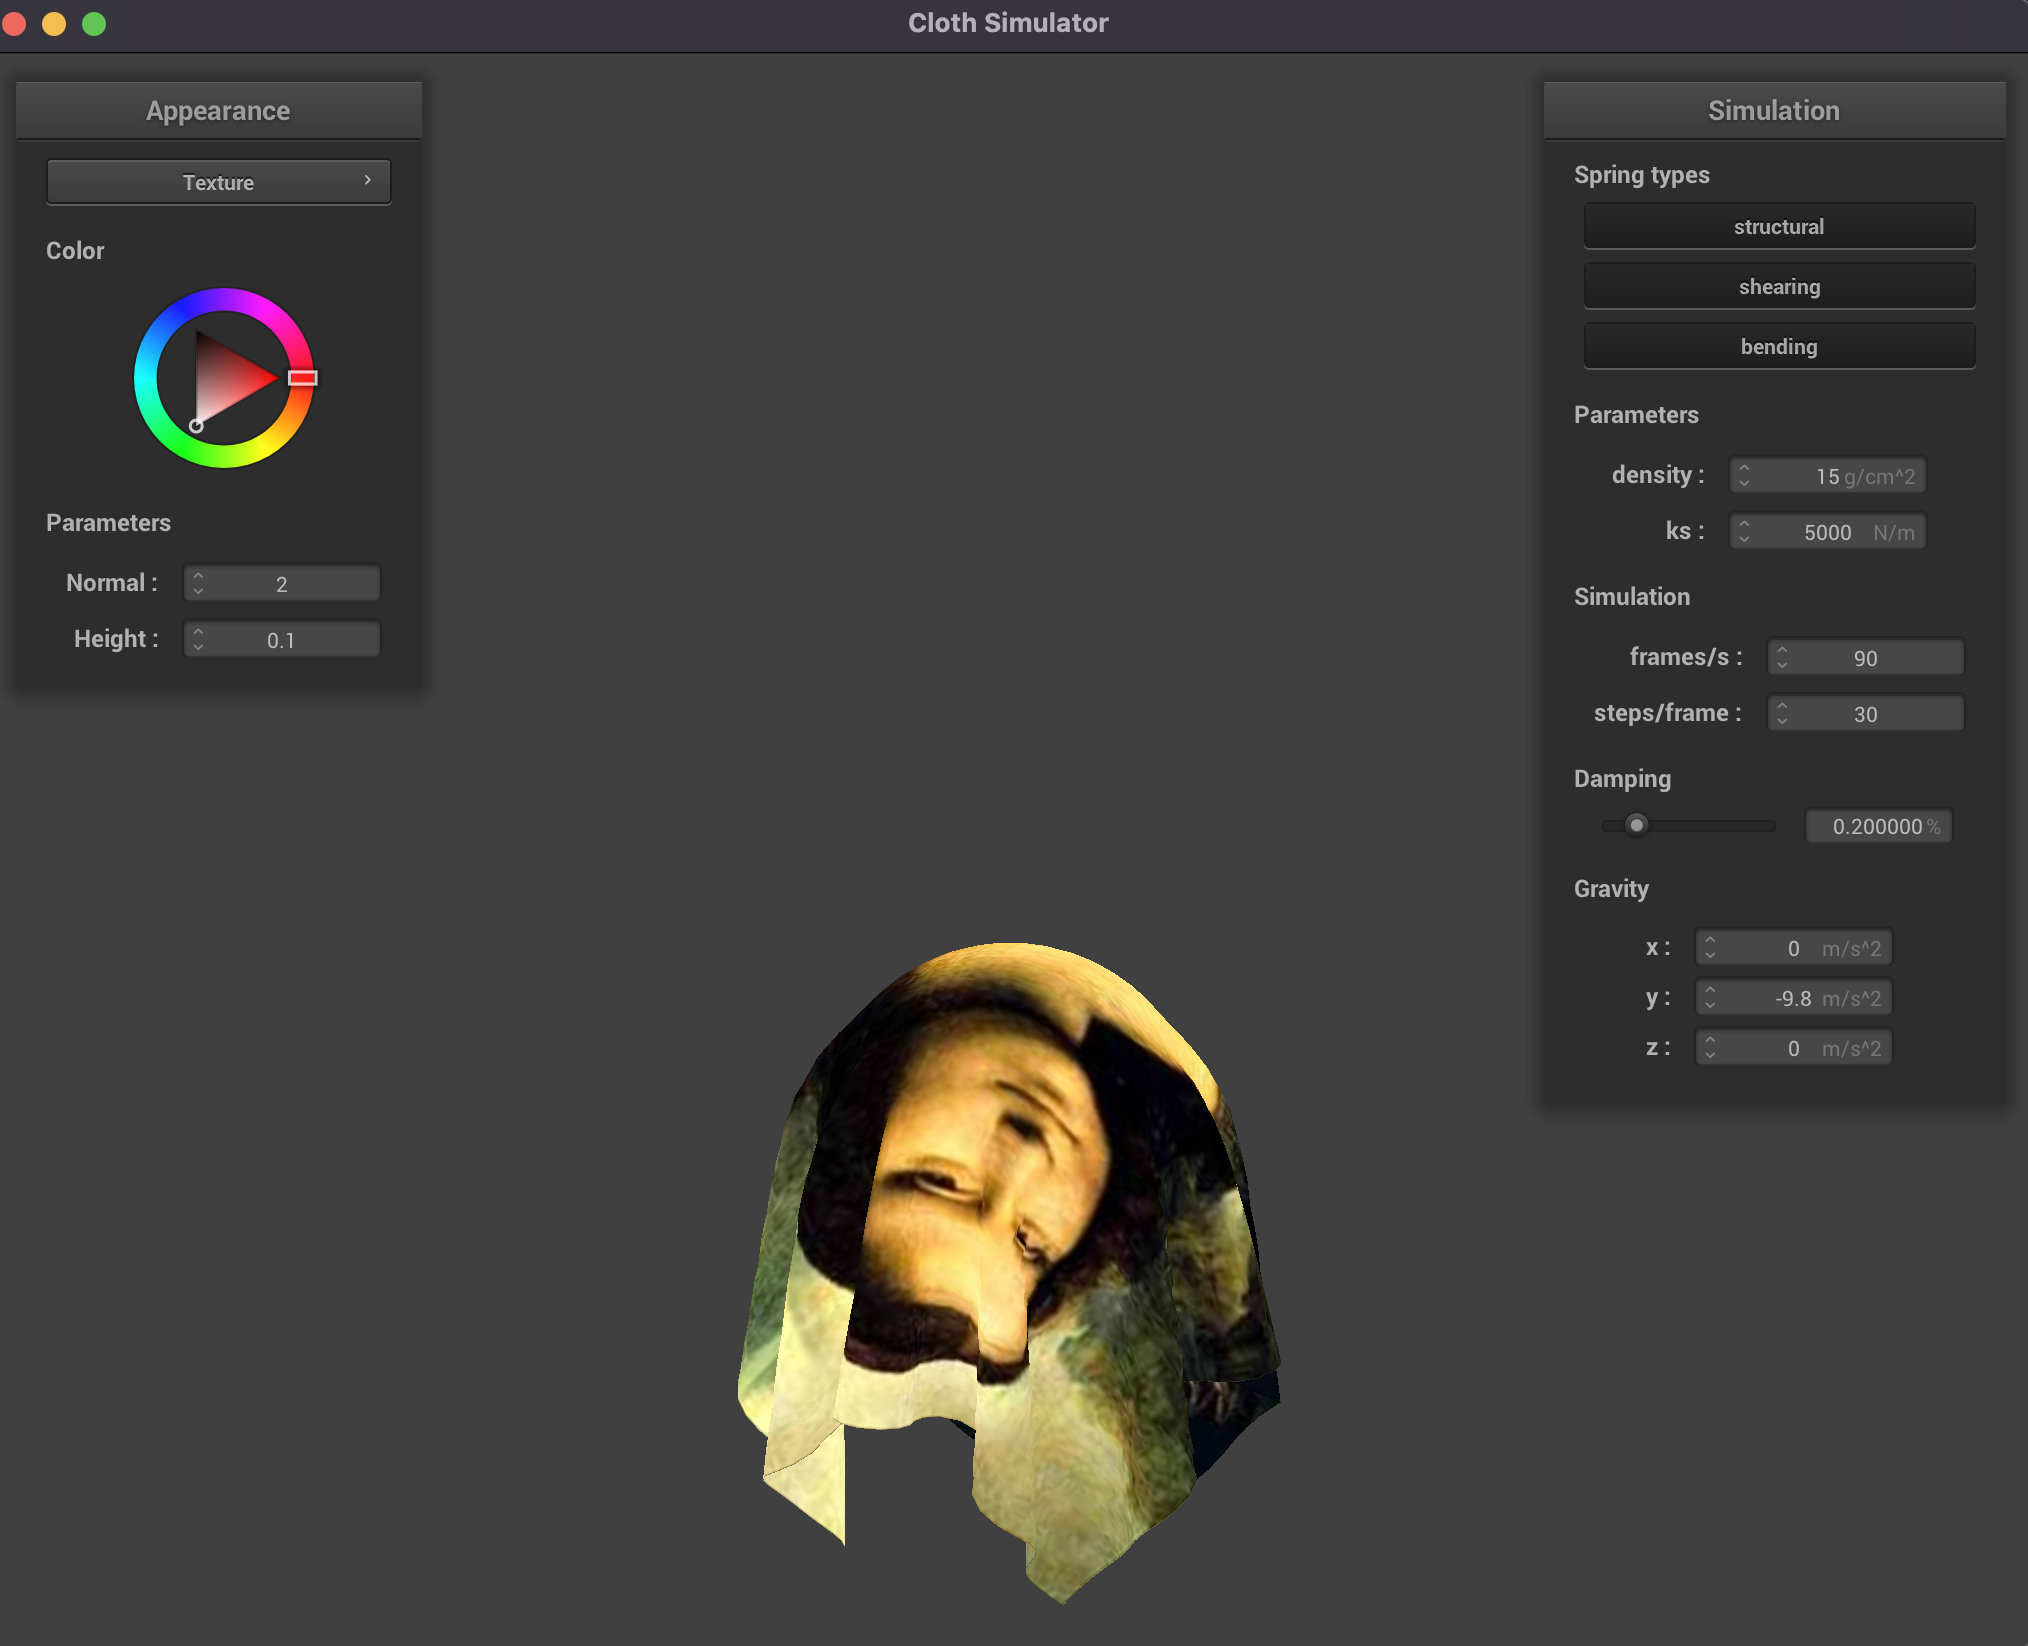 Cloth Simulator
Appearance
Texture
Color
Parameters
Normal : 2
Height : 0.1
Simulation
Spring types
structural
shearing
bending
Parameters
density : 15 g/cm^2
ks : 5000 N/m
Simulation
frames/s : 90
steps/frame : 30
Damping
0.200000 %
Gravity
x : 0 m/s^2
y : -9.8 m/s^2
z : 0 m/s^2